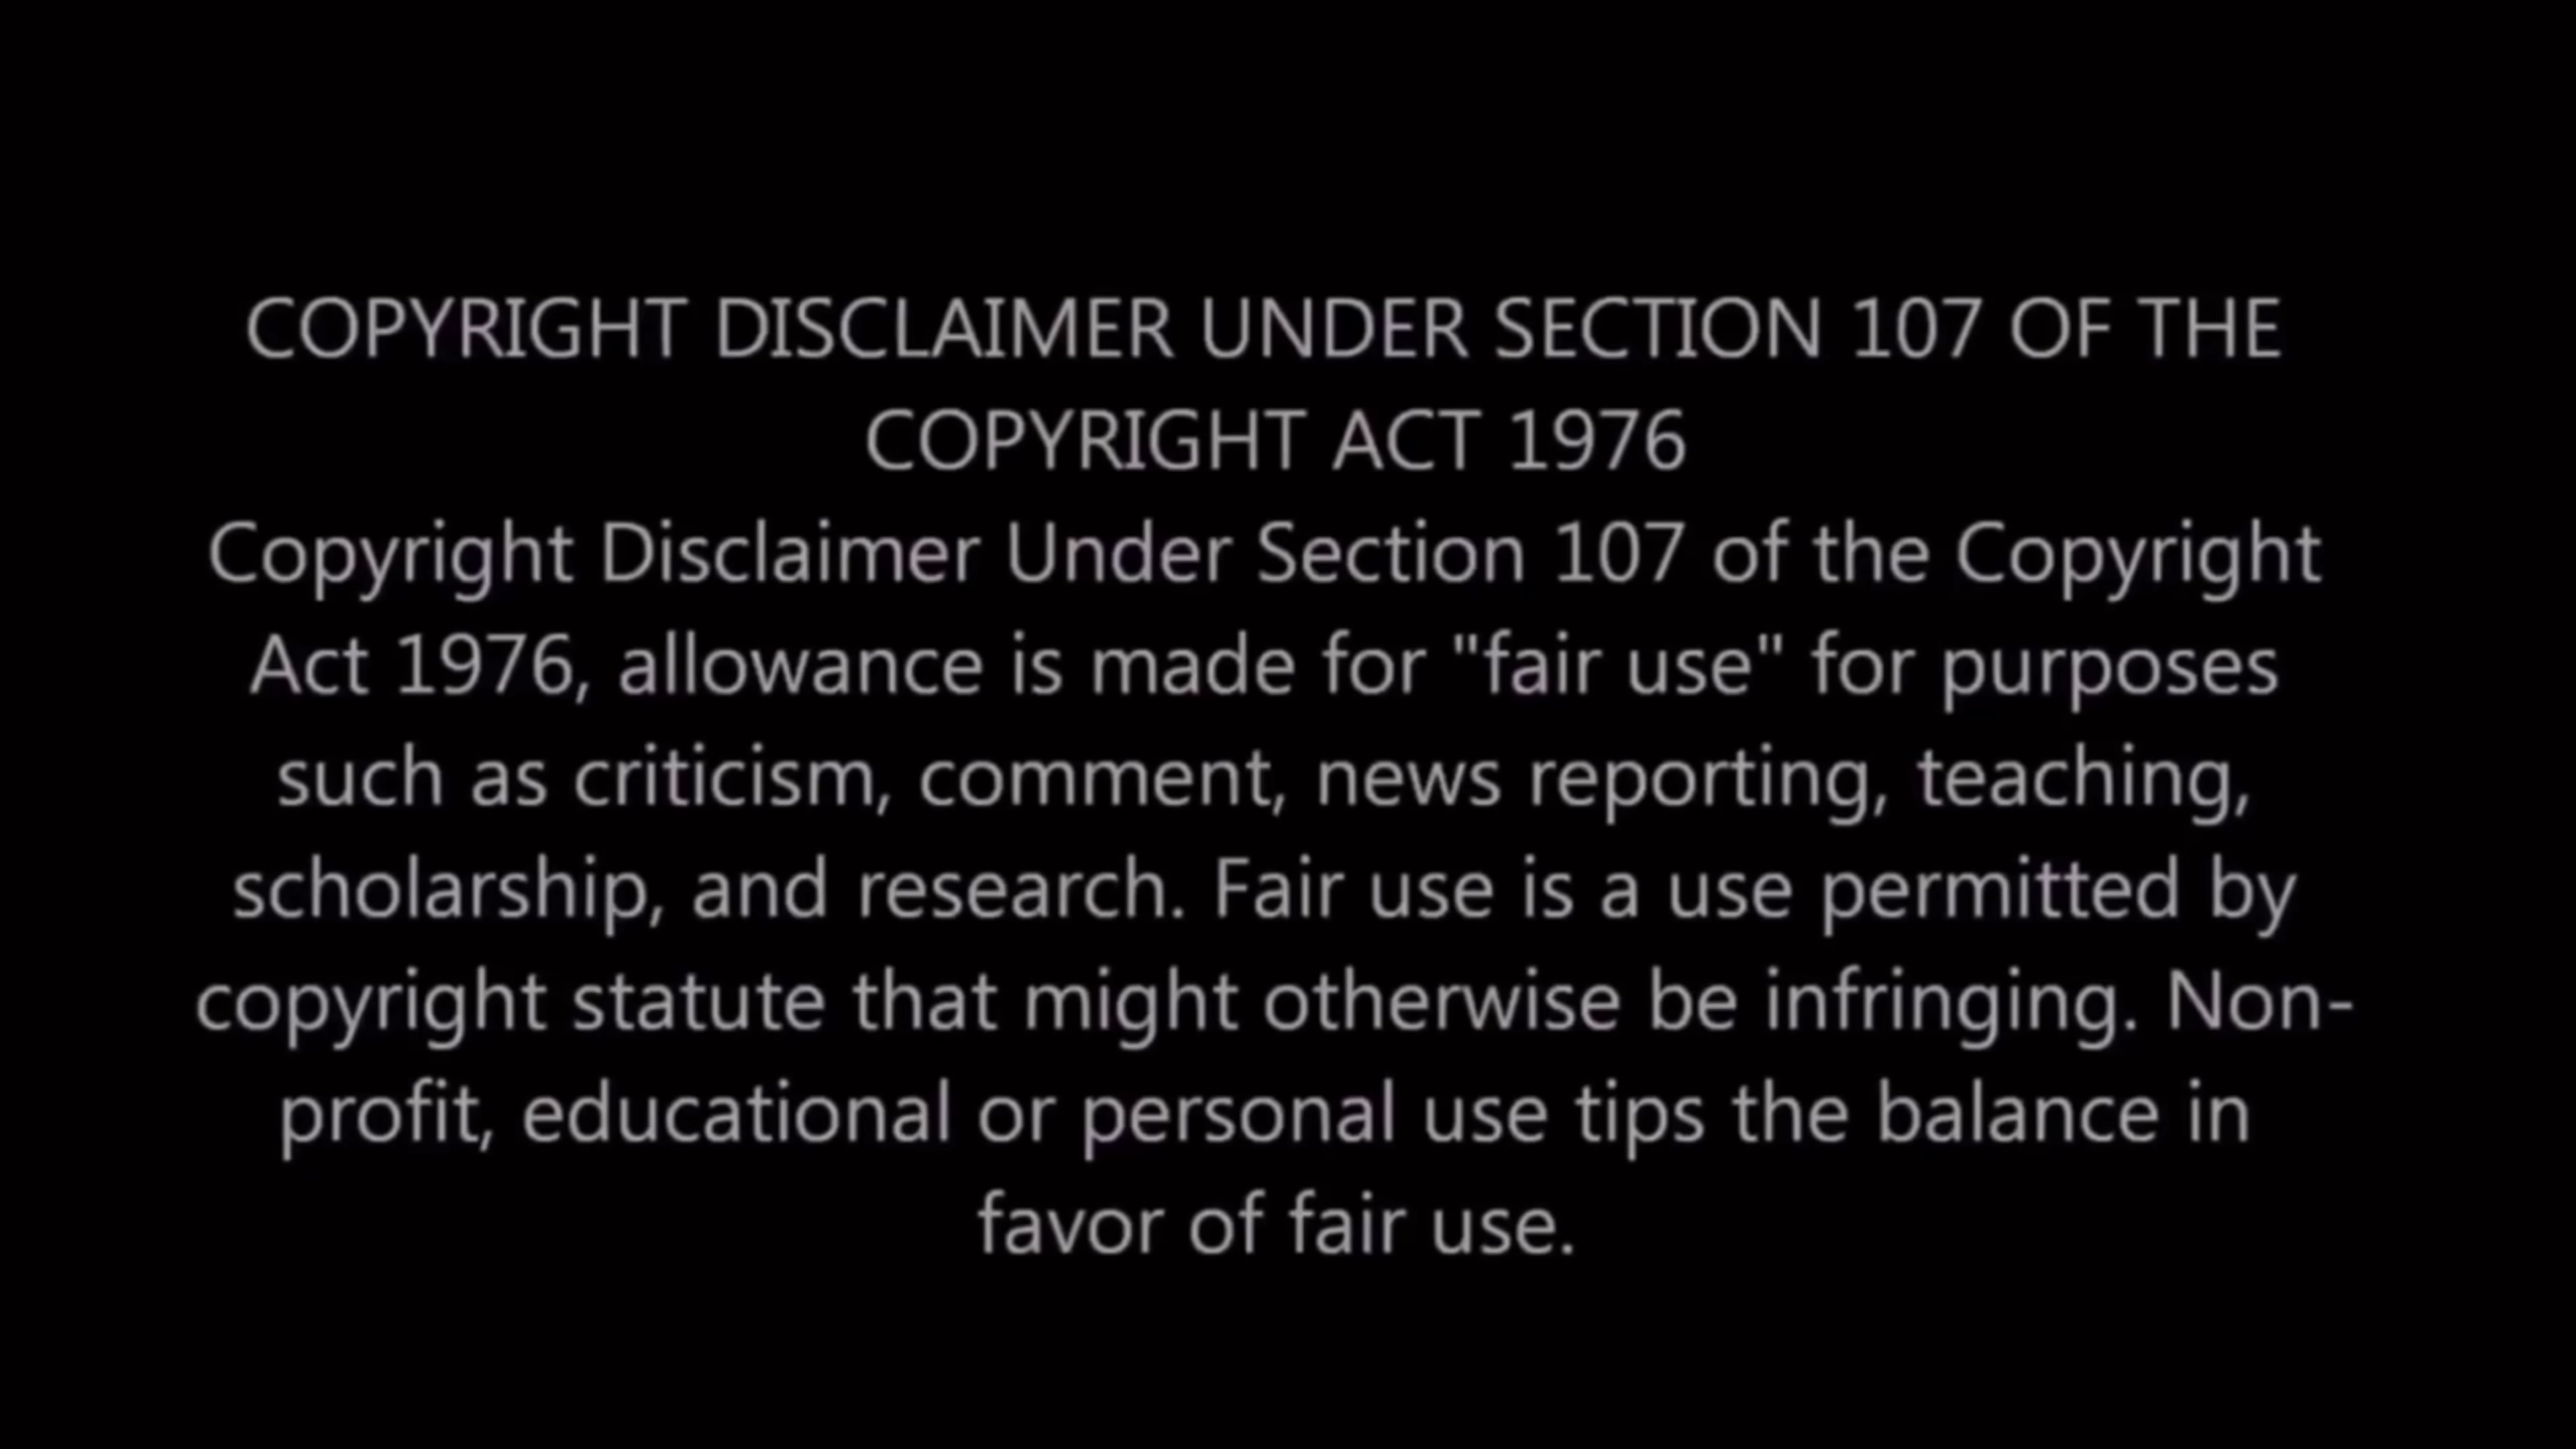 COPYRIGHT DISCLAIMER UNDER SECTION 107 OF THE
COPYRIGHT ACT 1976
Copyright Disclaimer Under Section 107 of the Copyright
Act 1976, allowance is made for "fair use" for purposes
such as criticism, comment, news reporting, teaching,
scholarship, and research. Fair use is a use permitted by
copyright statute that might otherwise be infringing. Non-
profit, educational or personal use tips the balance in
favor of fair use.